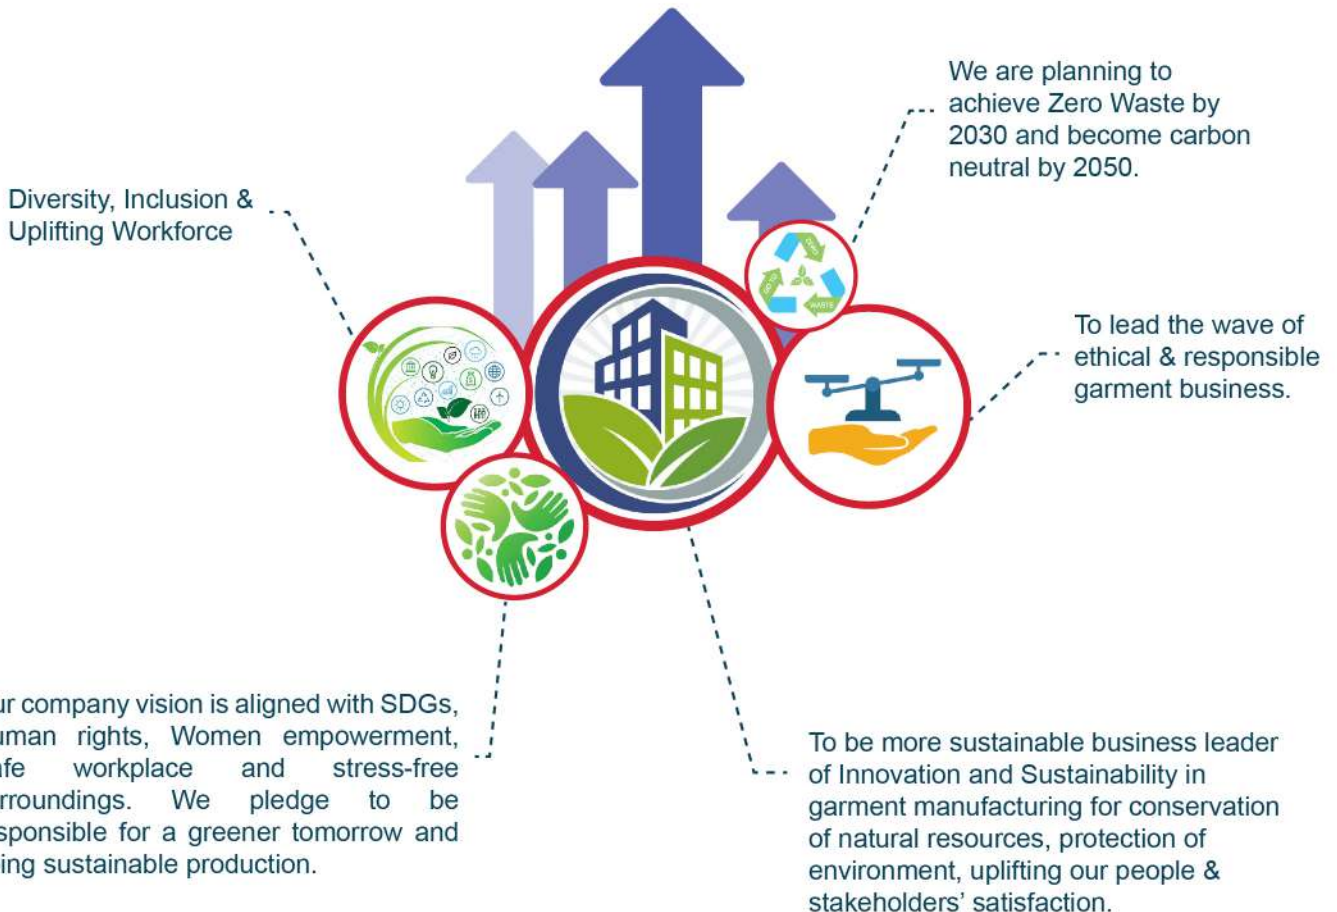 We are planning to
achieve Zero Waste by
2030 and become carbon
neutral by 2050.
Diversity, Inclusion &
Uplifting Workforce
To lead the wave of
ethical & responsible
garment business.
ZERO
GO TO
WASTE
ur company vision is aligned with SDGs,
uman rights, Women empowerment,
afe workplace and stress-free
rroundings. We pledge to be
sponsible for a greener tomorrow and
ing sustainable production.
To be more sustainable business leader
of Innovation and Sustainability in
garment manufacturing for conservation
of natural resources, protection of
environment, uplifting our people &
stakeholders’ satisfaction.